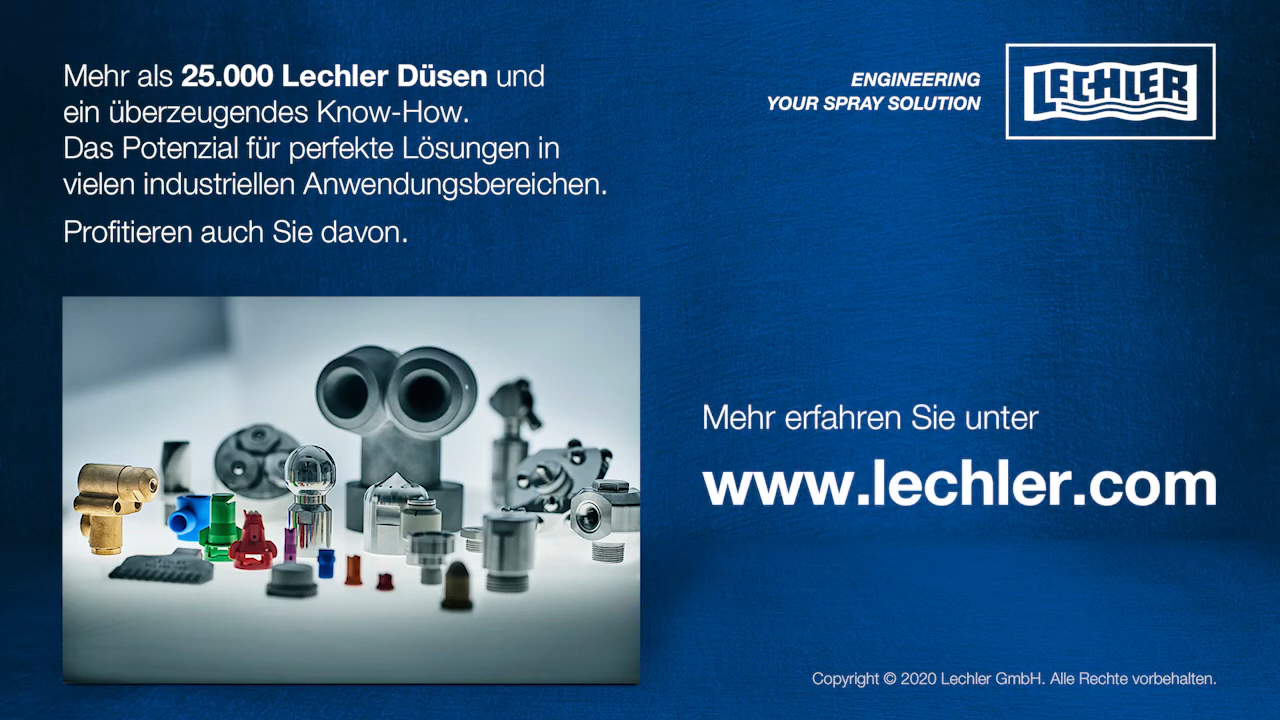 Mehr als 25.000 Lechler Düsen und
ein überzeugendes Know-How.
Das Potenzial für perfekte Lösungen in
vielen industriellen Anwendungsbereichen.
Profitieren auch Sie davon.
ENGINEERING
YOUR SPRAY SOLUTION
LECHLER
Mehr erfahren Sie unter
www.lechler.com
Copyright © 2020 Lechler GmbH. Alle Rechte vorbehalten.